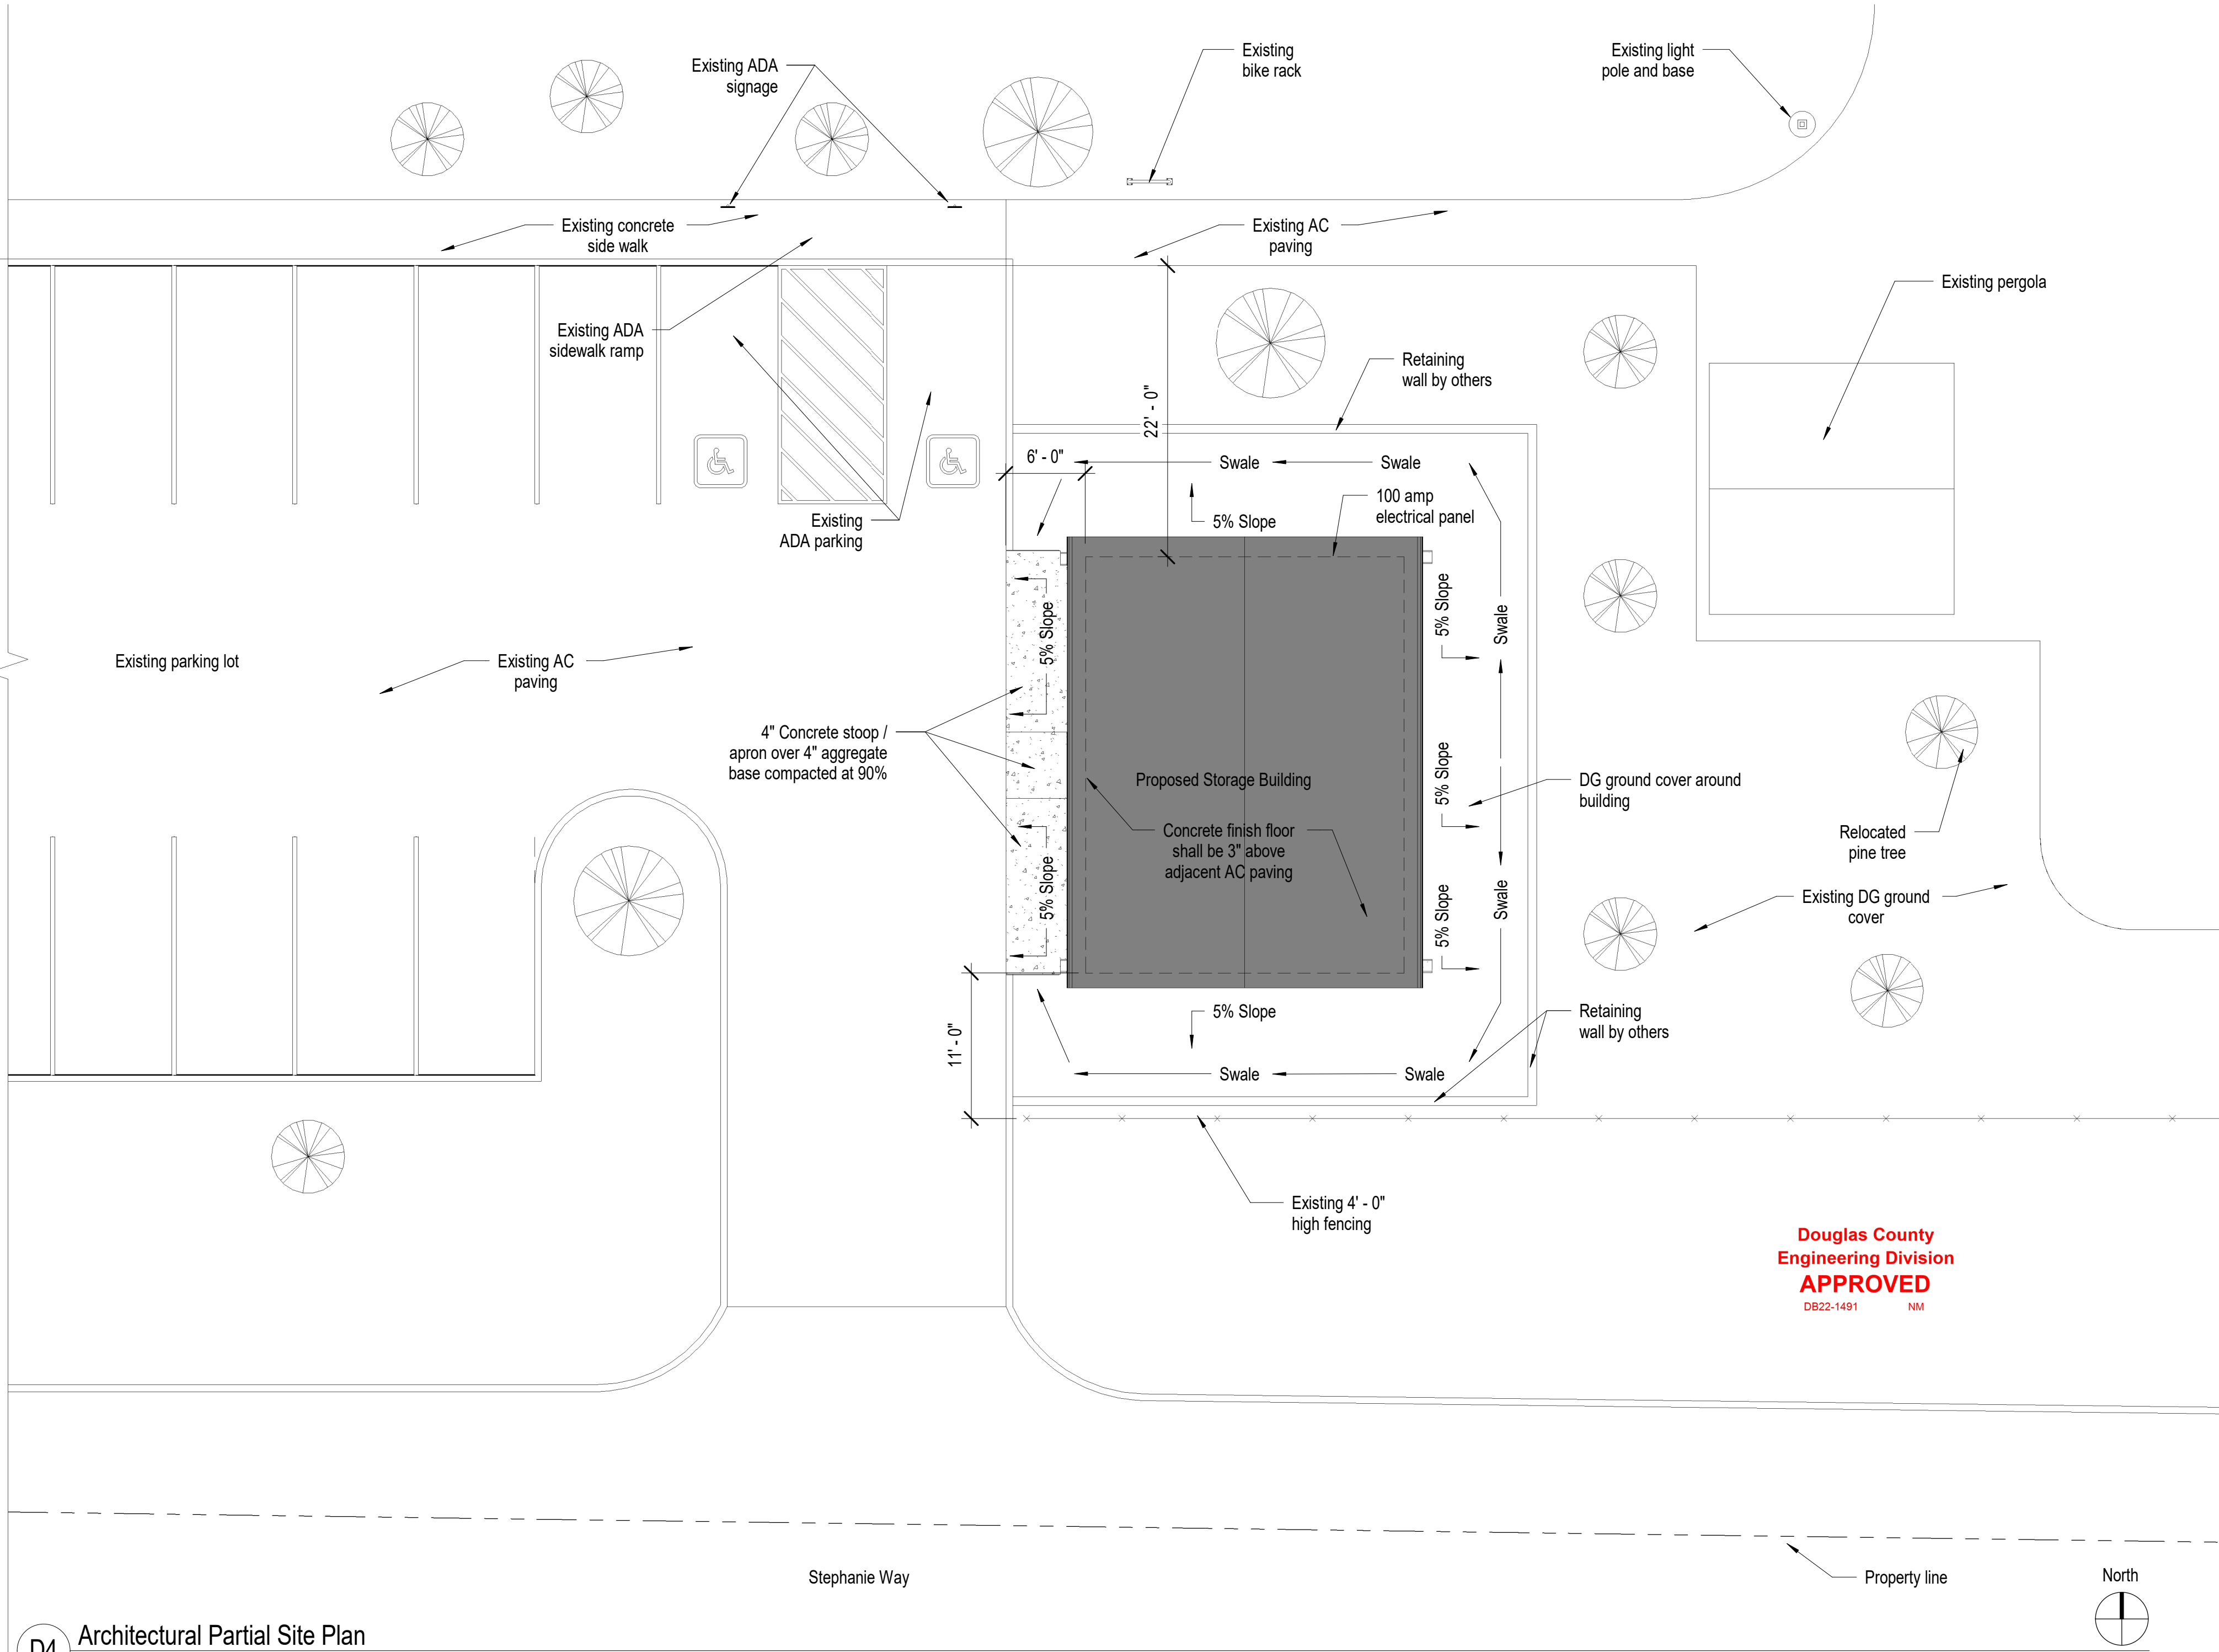 Existing ADA
signage
Existing
bike rack
Existing light
pole and base
Existing concrete
side walk
Existing AC
paving
Existing pergola
Existing ADA
sidewalk ramp
Retaining
wall by others
22' - 0"
6' - 0"
Swale
Swale
100 amp
electrical panel
Existing
ADA parking
5% Slope
5% Slope
5% Slope
Swale
Existing parking lot
Existing AC
paving
4" Concrete stoop /
apron over 4" aggregate
base compacted at 90%
Proposed Storage Building
5% Slope
DG ground cover around
building
Concrete finish floor
shall be 3" above
adjacent AC paving
Relocated
pine tree
5% Slope
5% Slope
Swale
Existing DG ground
cover
11' - 0"
5% Slope
Retaining
wall by others
Swale
Swale
Existing 4' - 0"
high fencing
Douglas County
Engineering Division
APPROVED
DB22-1491 NM
Stephanie Way
Property line
North
D4
Architectural Partial Site Plan